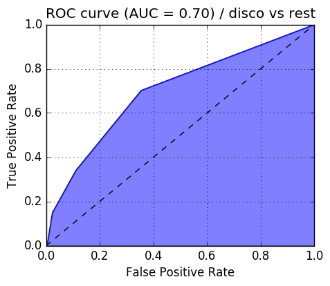 ROC curve (AUC = 0.70) / disco vs rest
1.0
0.8
0.6
0.4
0.2
0.0
True Positive Rate
0.0 0.2 0.4 0.6 0.8 1.0
False Positive Rate